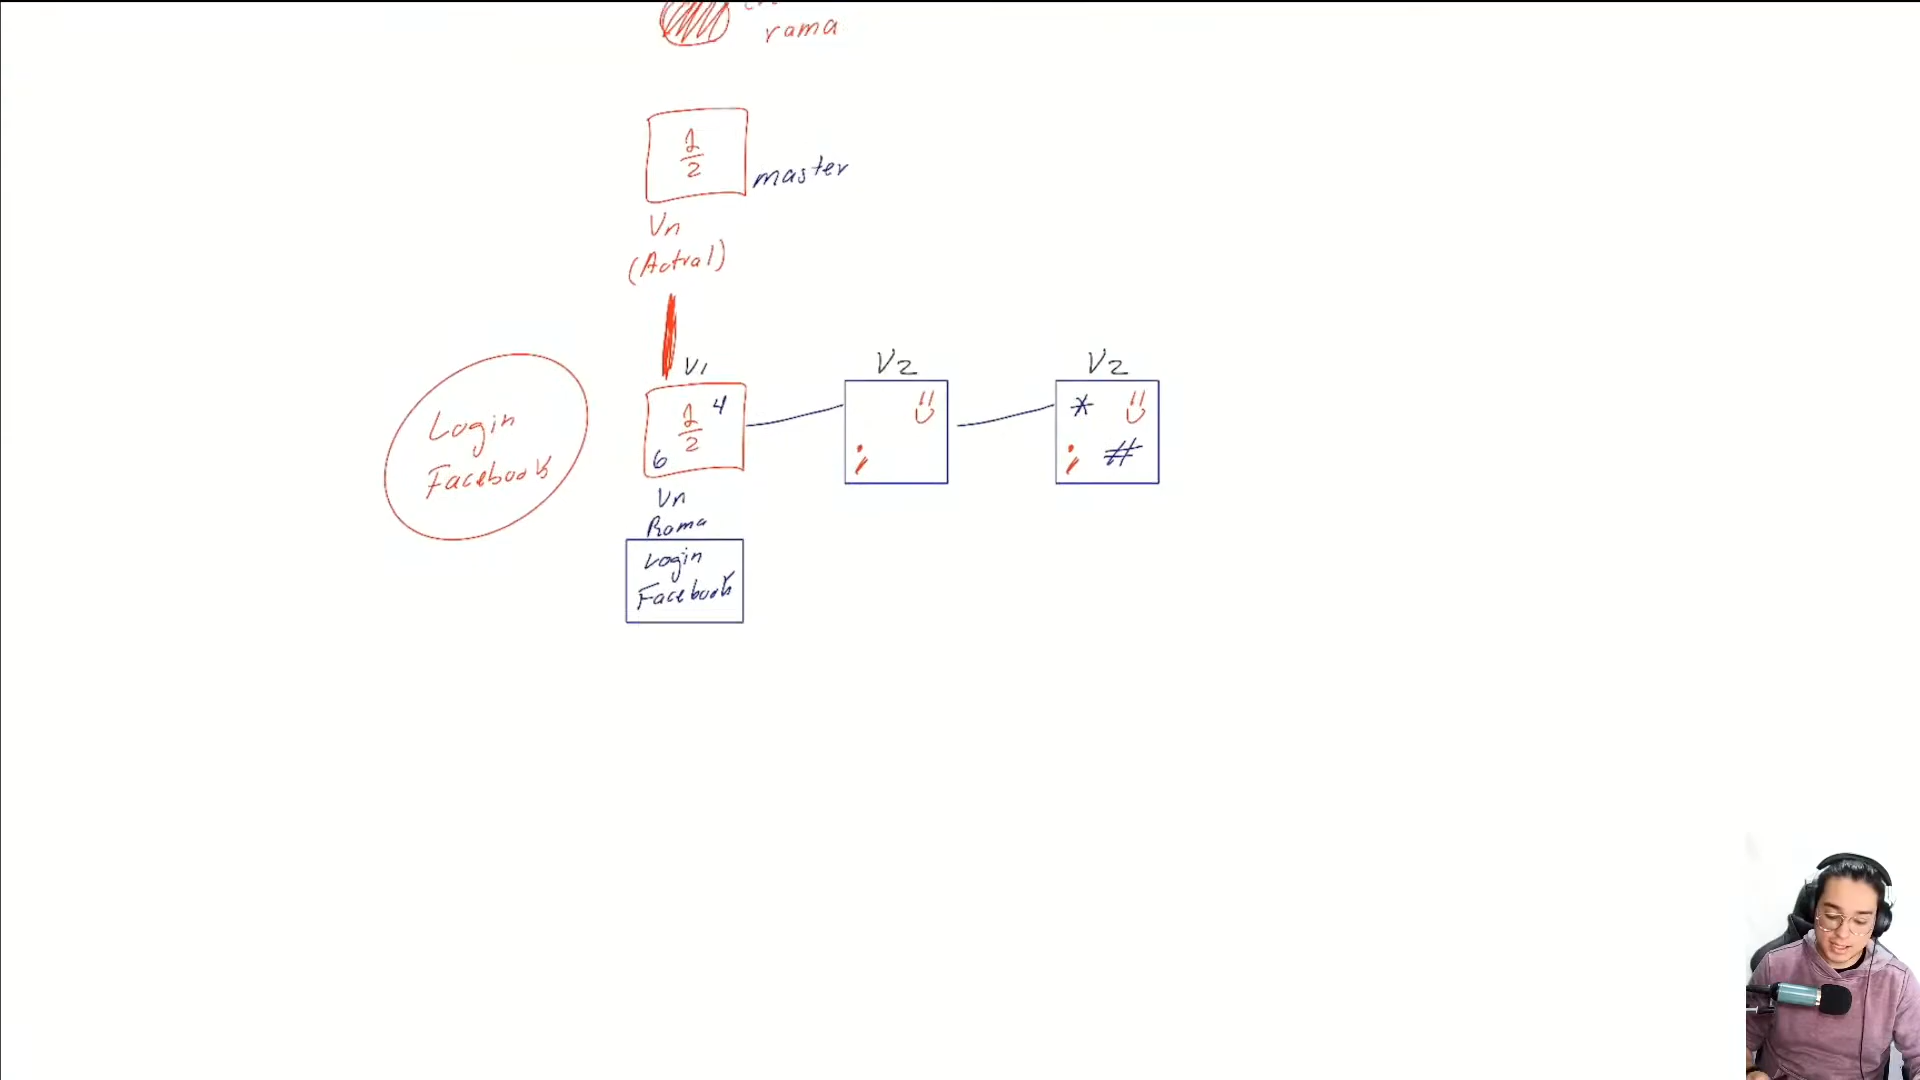 rama
1
2
master
Vn
(Actual)
V1
V2
V2
Login
Facebook
1
2
4
6
;
* 
; #
Vn
Rama
Login
Facebook